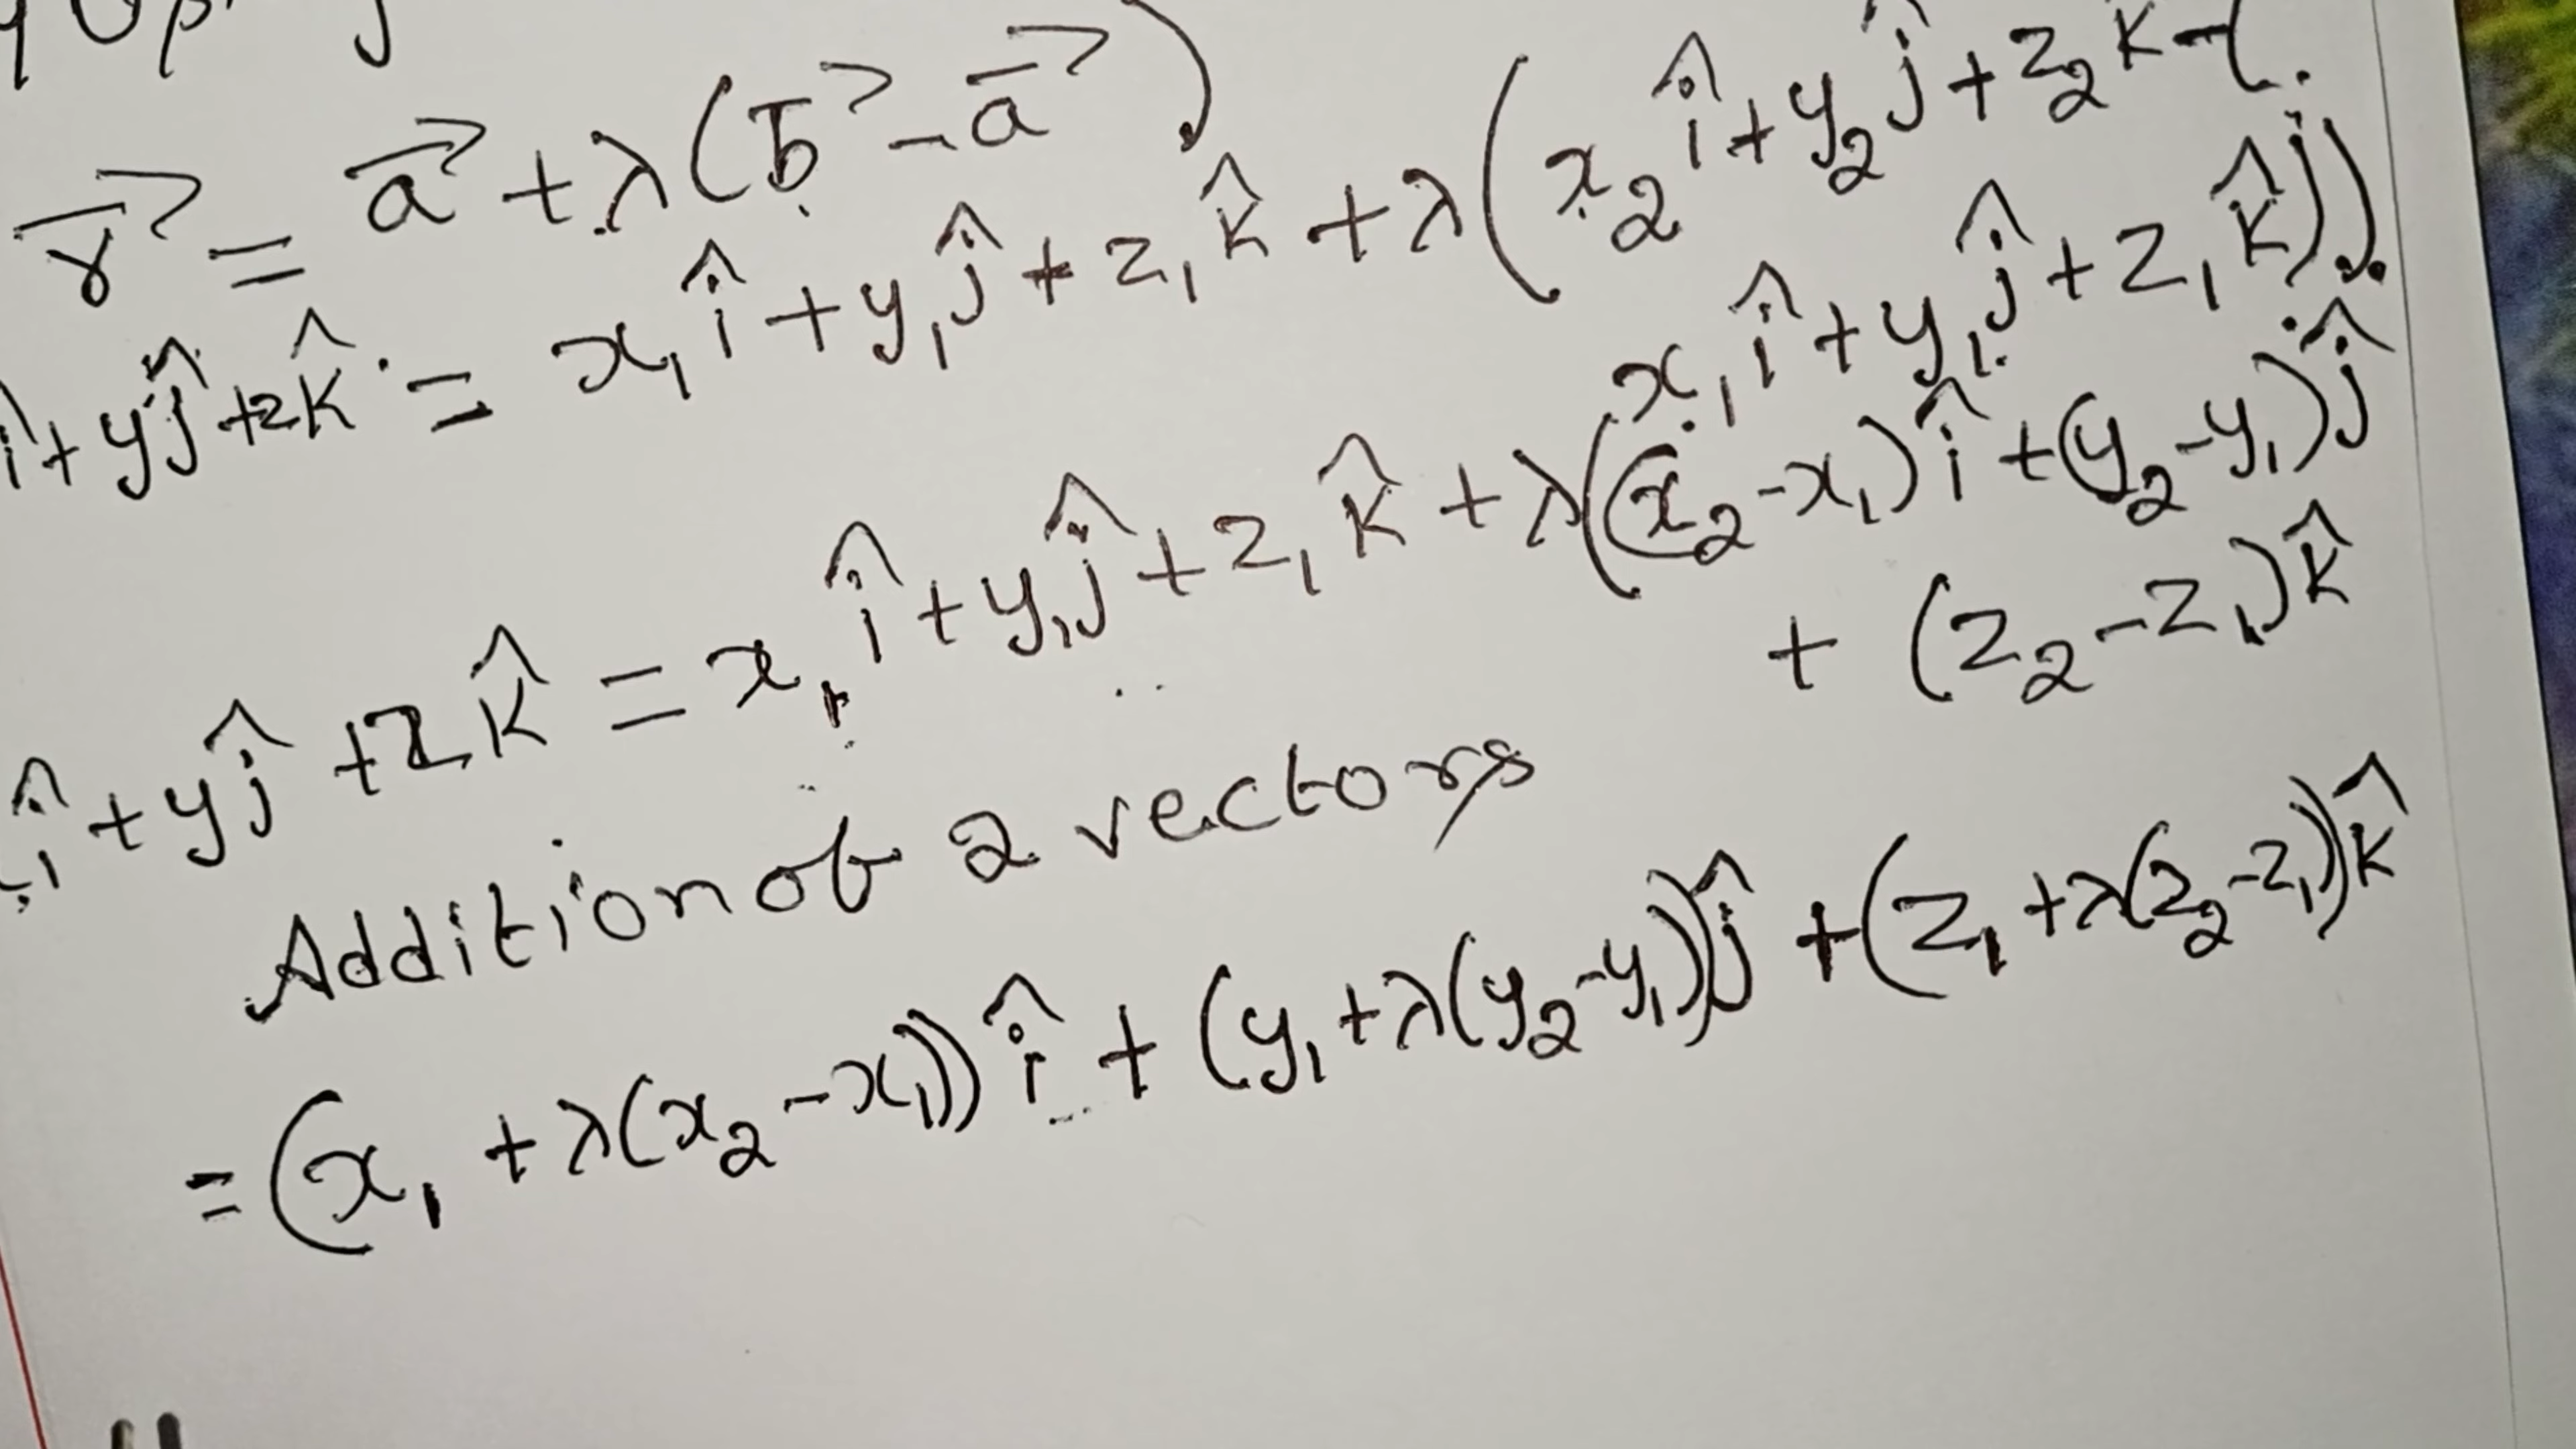 r⃗ = a⃗ + λ(b⃗ - a⃗)
î + yĵ + zk̂ = x₁î + y₁ĵ + z₁k̂ + λ(x₂î + y₂ĵ + z₂k - (
x₁î + y₁ĵ + z₁k̂))
î + yĵ + zk̂ = x₁î + y₁ĵ + z₁k̂ + λ((x₂ - x₁)î + (y₂ - y₁)ĵ
+ (z₂ - z₁)k̂
Addition of 2 vectors
= (x₁ + λ(x₂ - x₁))î + (y₁ + λ(y₂ - y₁))ĵ + (z₁ + λ(z₂ - z₁))k̂